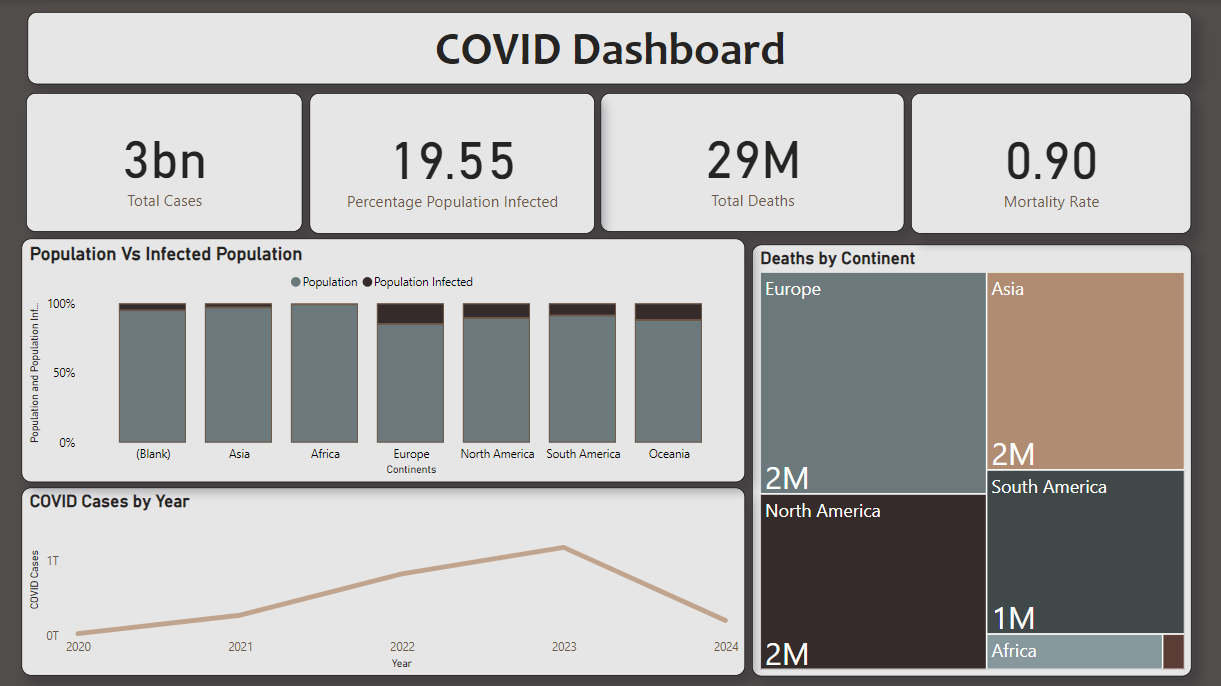 COVID Dashboard
3bn
Total Cases
19.55
Percentage Population Infected
29M
Total Deaths
0.90
Mortality Rate
Population Vs Infected Population
Population Population Infected
Population and Population Inf...
100%
50%
0%
(Blank) Asia Africa Europe North America South America Oceania
Continents
COVID Cases by Year
COVID Cases
1T
0T
2020 2021 2022 2023 2024
Year
Deaths by Continent
Europe
2M
Asia
2M
North America
2M
South America
1M
Africa